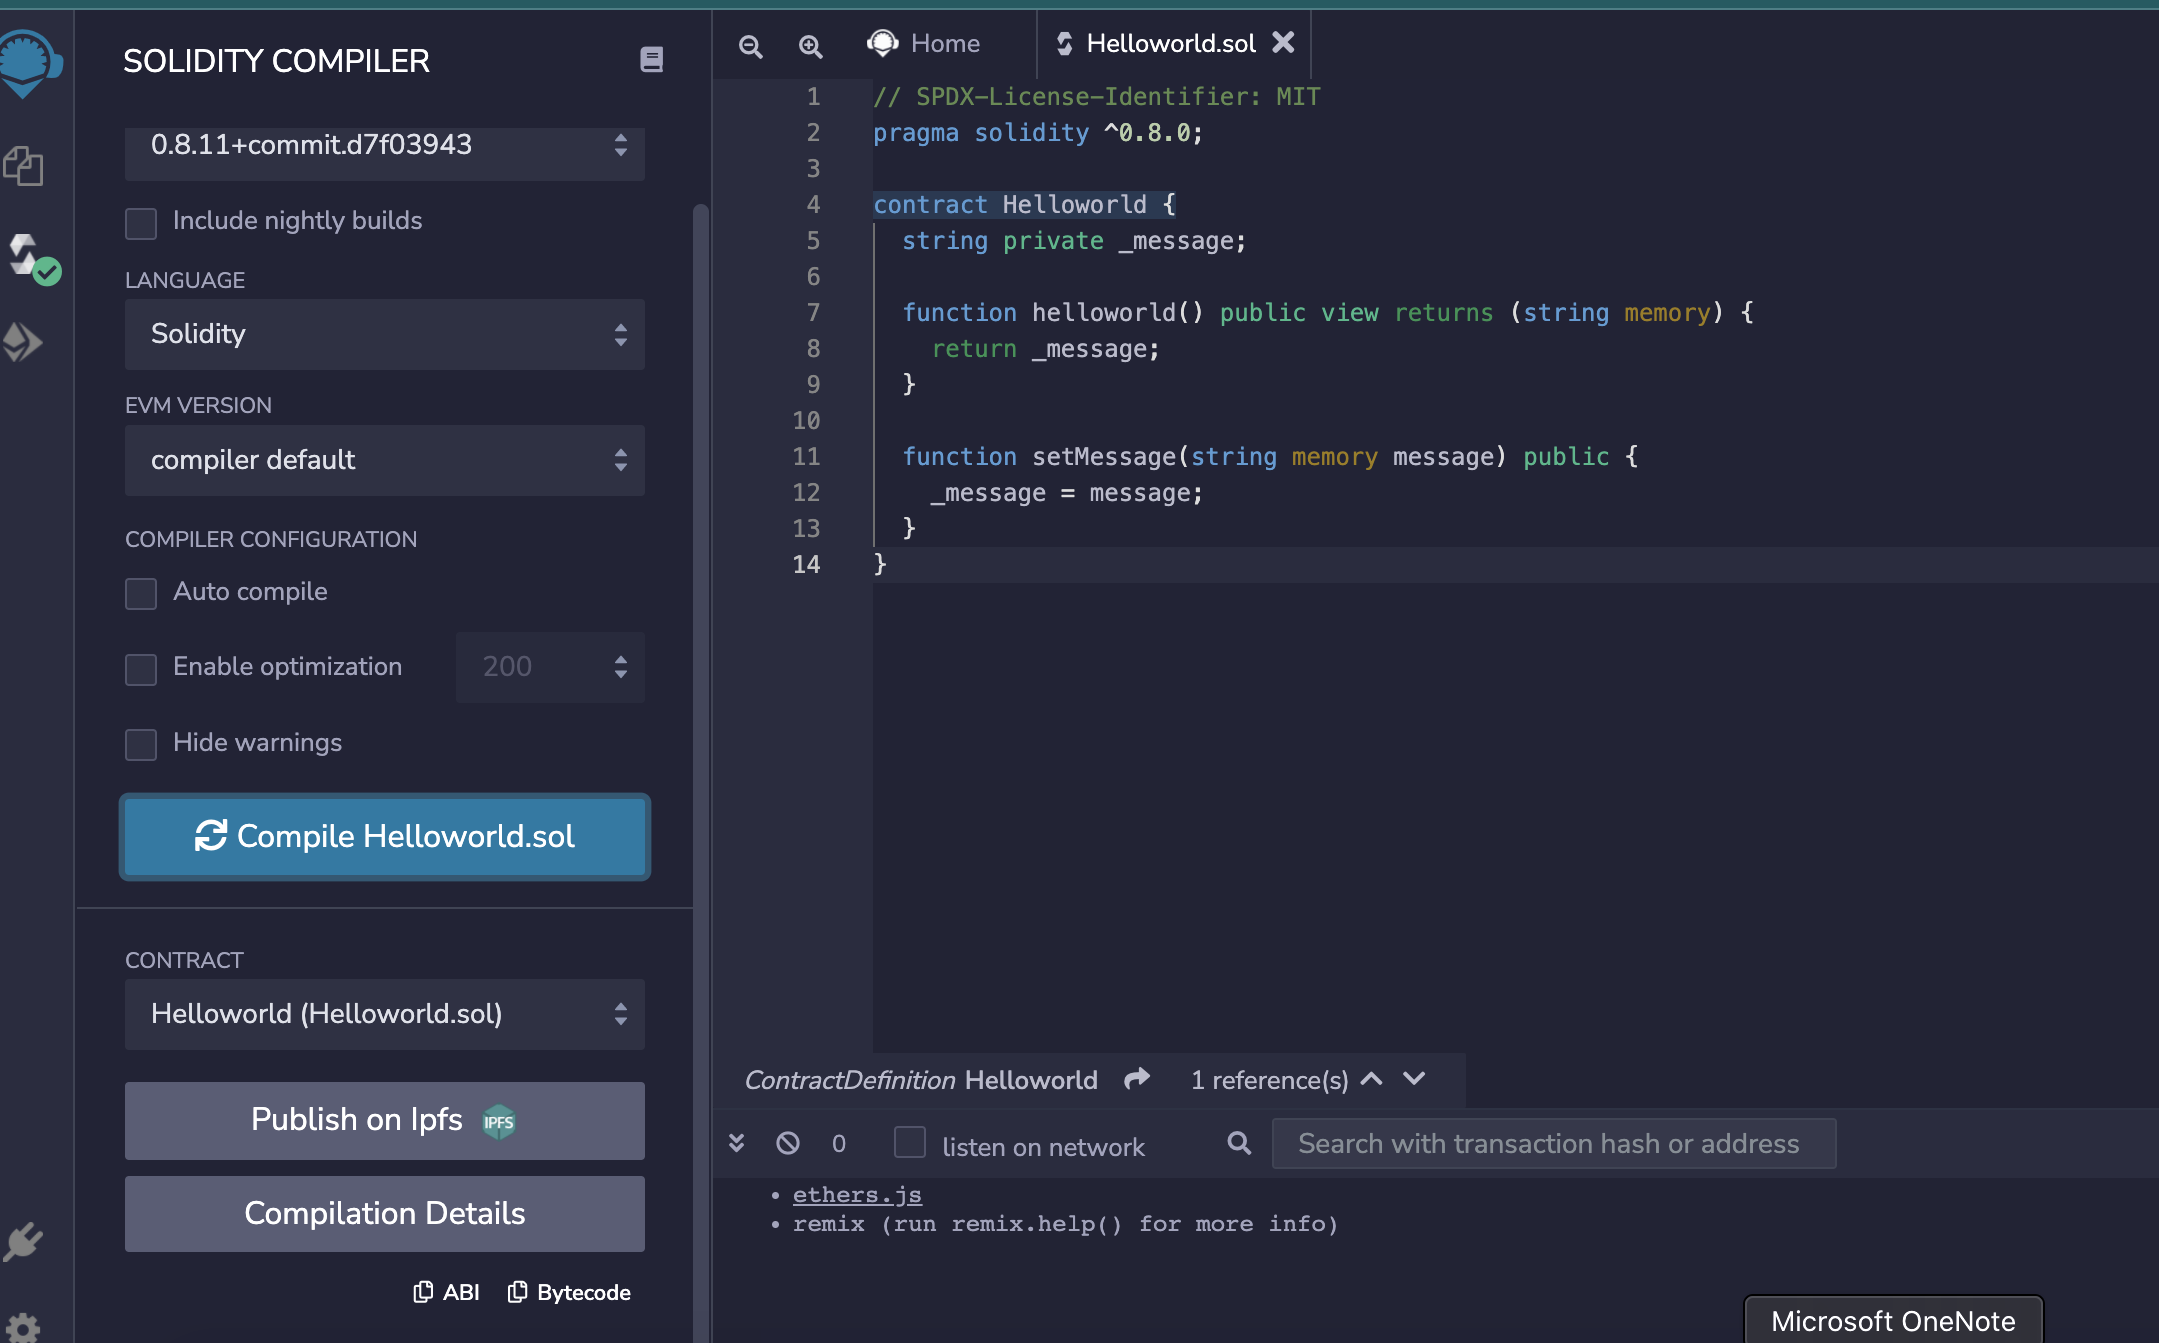 SOLIDITY COMPILER
0.8.11+commit.d7f03943
Include nightly builds
LANGUAGE
Solidity
EVM VERSION
compiler default
COMPILER CONFIGURATION
Auto compile
Enable optimization
200
Hide warnings
Compile Helloworld.sol
CONTRACT
Helloworld (Helloworld.sol)
Publish on Ipfs IPFS
Compilation Details
ABI Bytecode
Home
Helloworld.sol
1 // SPDX-License-Identifier: MIT
2 pragma solidity ^0.8.0;
3
4 contract Helloworld {
5   string private _message;
6
7   function helloworld() public view returns (string memory) {
8     return _message;
9   }
10
11   function setMessage(string memory message) public {
12     _message = message;
13   }
14 }
ContractDefinition Helloworld 1 reference(s)
0 listen on network Search with transaction hash or address
• ethers.js
• remix (run remix.help() for more info)
Microsoft OneNote